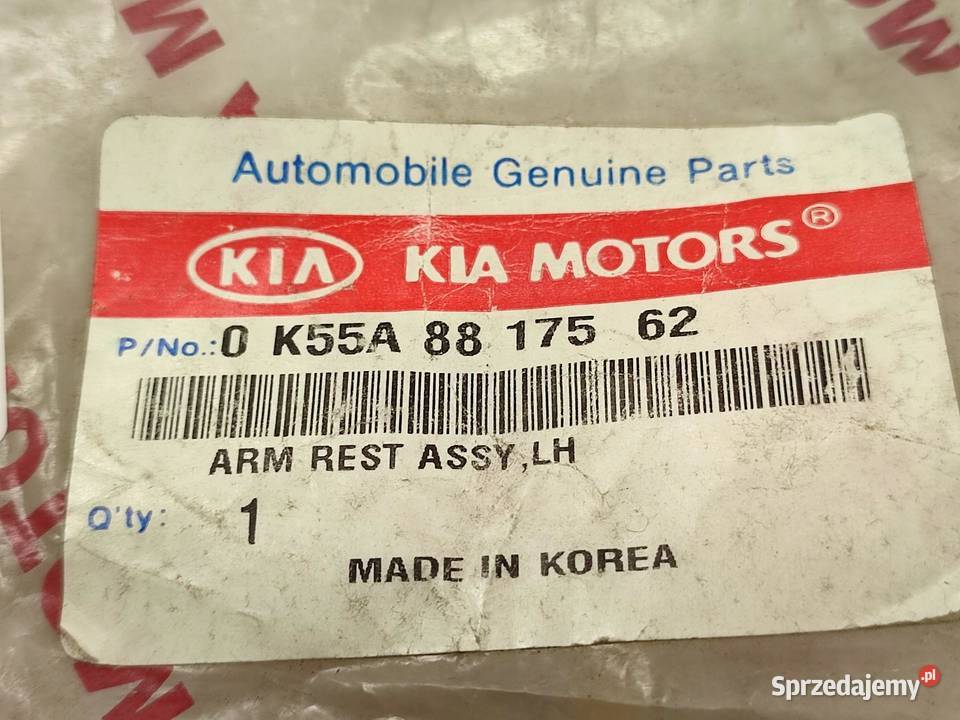 Automobile Genuine Parts
KIA KIA MOTORS®
P/No.: 0 K55A 88 175 62
ARM REST ASSY,LH
Q'ty: 1
MADE IN KOREA
Sprzedajemy.pl